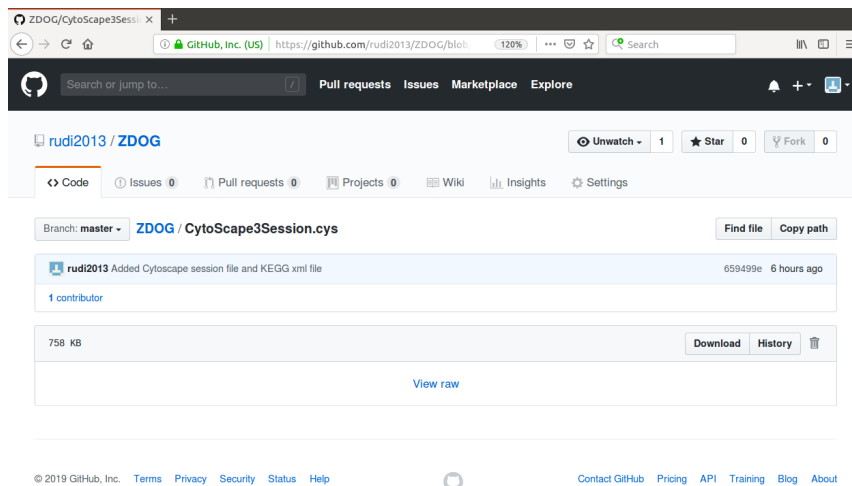 ZDOG/CytoScape3Sessi
GitHub, Inc. (US) https://github.com/rudi2013/ZDOG/blob 120% Search
Search or jump to... / Pull requests Issues Marketplace Explore
rudi2013 / ZDOG Unwatch 1 Star 0 Fork 0
Code Issues 0 Pull requests 0 Projects 0 Wiki Insights Settings
Branch: master ZDOG / CytoScape3Session.cys Find file Copy path
rudi2013 Added Cytoscape session file and KEGG xml file 659499e 6 hours ago
1 contributor
758 KB Download History
View raw
© 2019 GitHub, Inc. Terms Privacy Security Status Help Contact GitHub Pricing API Training Blog About